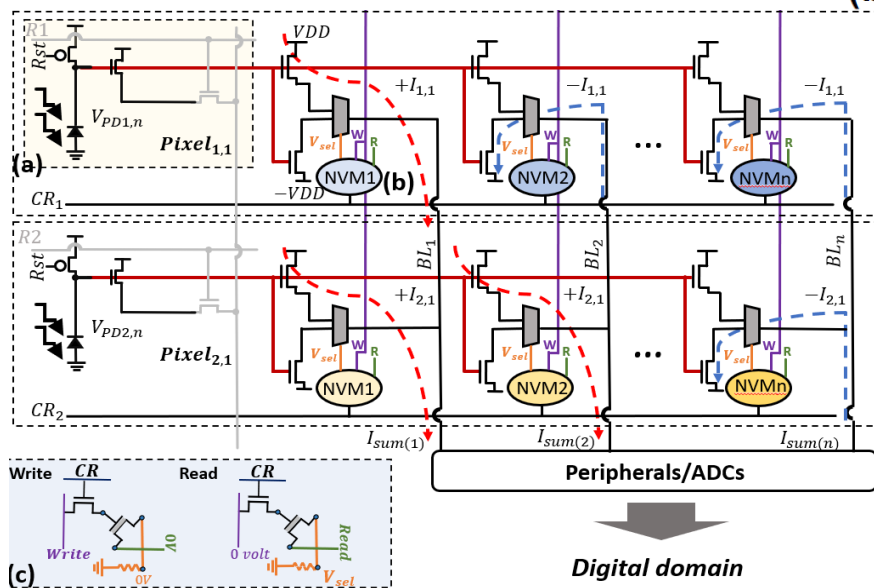 R1
VDD
Rst
+I1,1
−I1,1
−I1,1
VPD1,n
Pixel1,1
(a)
Vsel
W
R
Vsel
W
R
Vsel
W
R
...
NVM1
(b)
NVM2
NVMn
−VDD
CR1
R2
BL1
BL2
BLn
Rst
+I2,1
+I2,1
−I2,1
VPD2,n
Pixel2,1
Vsel
W
R
Vsel
W
R
Vsel
W
R
...
NVM1
NVM2
NVMn
CR2
Isum(1)
Isum(2)
Isum(n)
Write
CR
Read
CR
Peripherals/ADCs
Write
0V
0V
0 volt
Read
Vsel
(c)
Digital domain